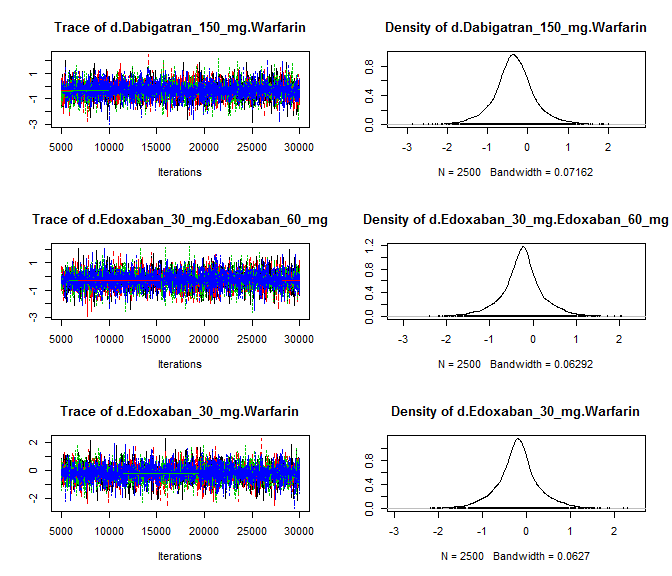 Trace of d.Dabigatran_150_mg.Warfarin
1
-1
-3
5000 10000 15000 20000 25000 30000
Iterations
Density of d.Dabigatran_150_mg.Warfarin
0.8
0.4
0.0
-3 -2 -1 0 1 2
N = 2500 Bandwidth = 0.07162
Trace of d.Edoxaban_30_mg.Edoxaban_60_mg
1
-1
-3
5000 10000 15000 20000 25000 30000
Iterations
Density of d.Edoxaban_30_mg.Edoxaban_60_mg
1.2
0.8
0.4
0.0
-3 -2 -1 0 1 2
N = 2500 Bandwidth = 0.06292
Trace of d.Edoxaban_30_mg.Warfarin
2
0
-2
5000 10000 15000 20000 25000 30000
Iterations
Density of d.Edoxaban_30_mg.Warfarin
0.8
0.4
0.0
-3 -2 -1 0 1 2
N = 2500 Bandwidth = 0.0627